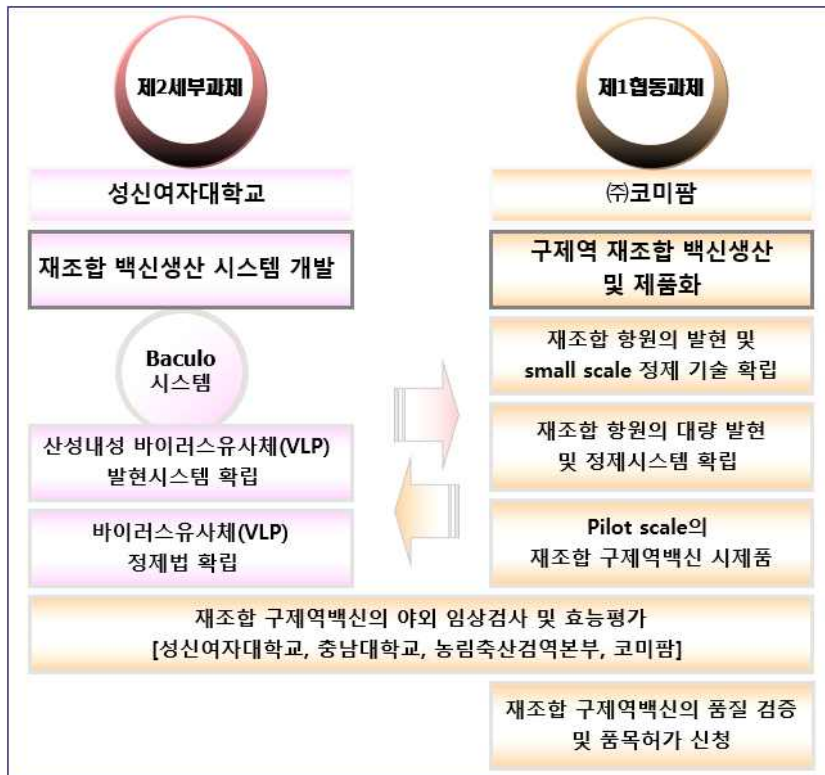 제2세부과제
성신여자대학교
재조합 백신생산 시스템 개발
Baculo
시스템
산성내성 바이러스유사체(VLP)
발현시스템 확립
바이러스유사체(VLP)
정제법 확립
제1협동과제
㈜코미팜
구제역 재조합 백신생산
및 제품화
재조합 항원의 발현 및
small scale 정제 기술 확립
재조합 항원의 대량 발현
및 정제시스템 확립
Pilot scale의
재조합 구제역백신 시제품
재조합 구제역백신의 야외 임상검사 및 효능평가
[성신여자대학교, 충남대학교, 농림축산검역본부, 코미팜]
재조합 구제역백신의 품질 검증
및 품목허가 신청